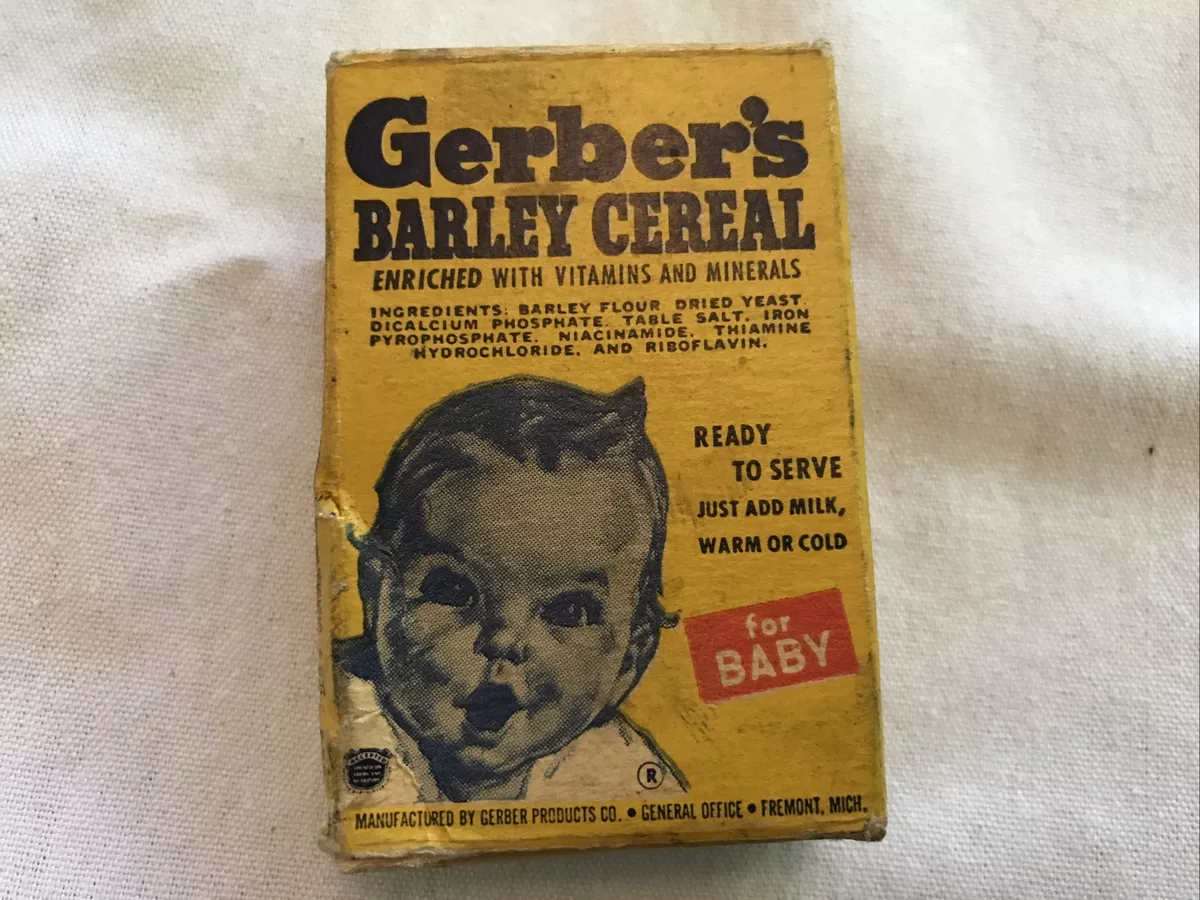 Gerber's
BARLEY CEREAL
ENRICHED WITH VITAMINS AND MINERALS
INGREDIENTS: BARLEY FLOUR DRIED YEAST.
DICALCIUM PHOSPHATE. TABLE SALT. IRON
PYROPHOSPHATE. NIACINAMIDE. THIAMINE
HYDROCHLORIDE. AND RIBOFLAVIN.
READY
TO SERVE
JUST ADD MILK,
WARM OR COLD
for
BABY
ACCEPTED
®
MANUFACTURED BY GERBER PRODUCTS CO. • GENERAL OFFICE • FREMONT, MICH.